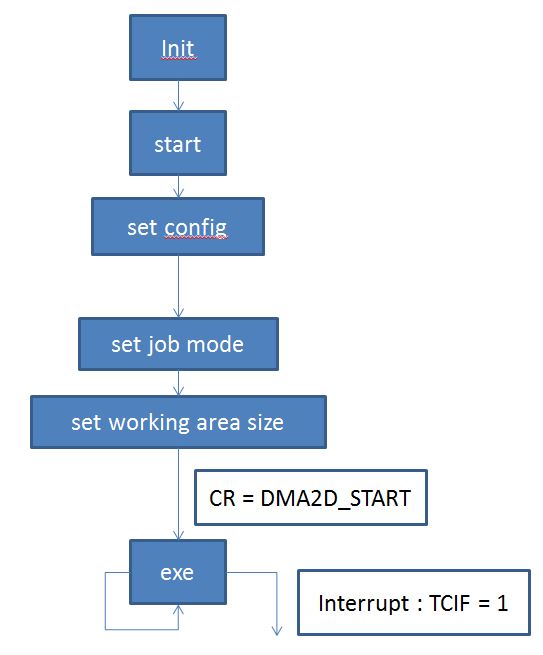 Init
start
set config
set job mode
set working area size
CR = DMA2D_START
exe
Interrupt : TCIF = 1